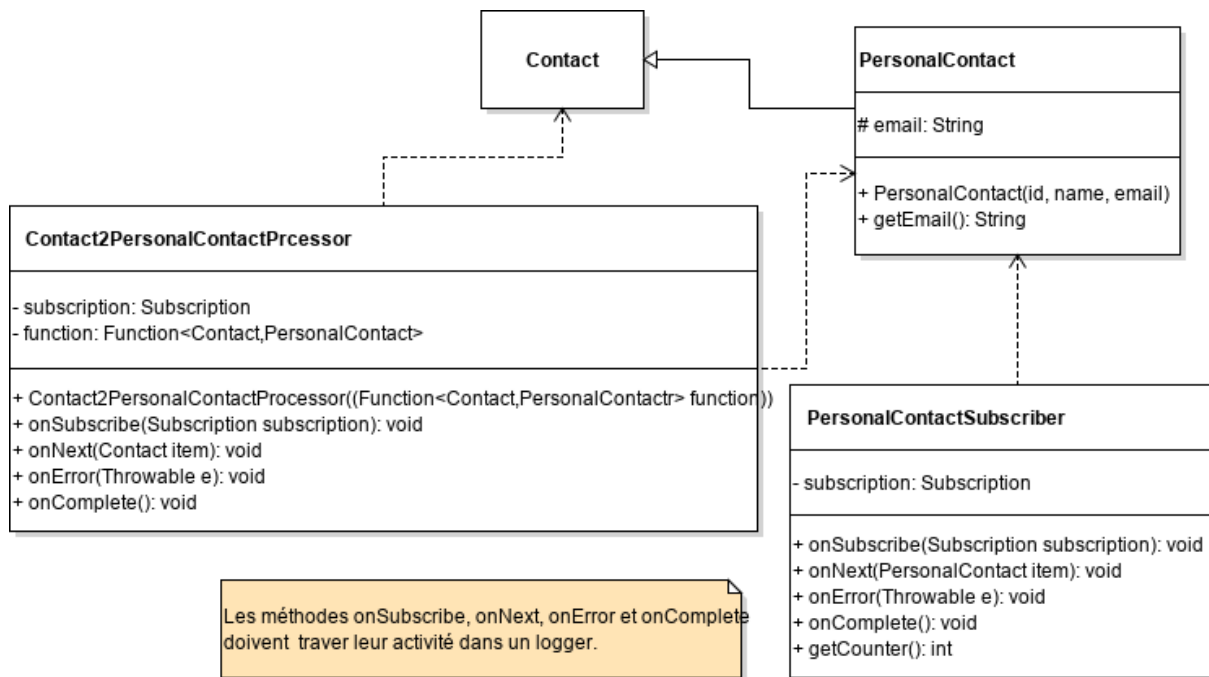 Contact
PersonalContact
# email: String
+ PersonalContact(id, name, email)
+ getEmail(): String
Contact2PersonalContactPrcessor
- subscription: Subscription
- function: Function<Contact,PersonalContact>
+ Contact2PersonalContactProcessor((Function<Contact,PersonalContactr> function))
+ onSubscribe(Subscription subscription): void
+ onNext(Contact item): void
+ onError(Throwable e): void
+ onComplete(): void
PersonalContactSubscriber
- subscription: Subscription
+ onSubscribe(Subscription subscription): void
+ onNext(PersonalContact item): void
+ onError(Throwable e): void
+ onComplete(): void
+ getCounter(): int
Les méthodes onSubscribe, onNext, onError et onComplete
doivent traver leur activité dans un logger.